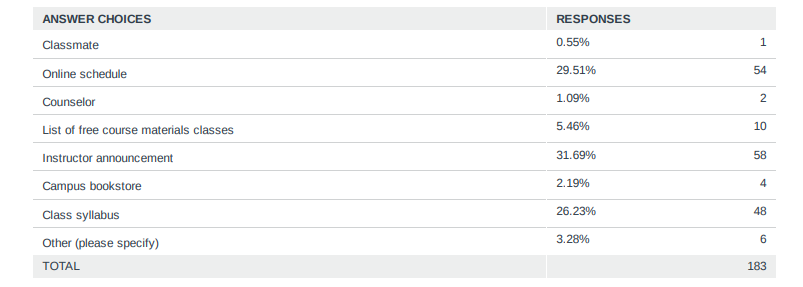 ANSWER CHOICES RESPONSES
Classmate 0.55% 1
Online schedule 29.51% 54
Counselor 1.09% 2
List of free course materials classes 5.46% 10
Instructor announcement 31.69% 58
Campus bookstore 2.19% 4
Class syllabus 26.23% 48
Other (please specify) 3.28% 6
TOTAL 183